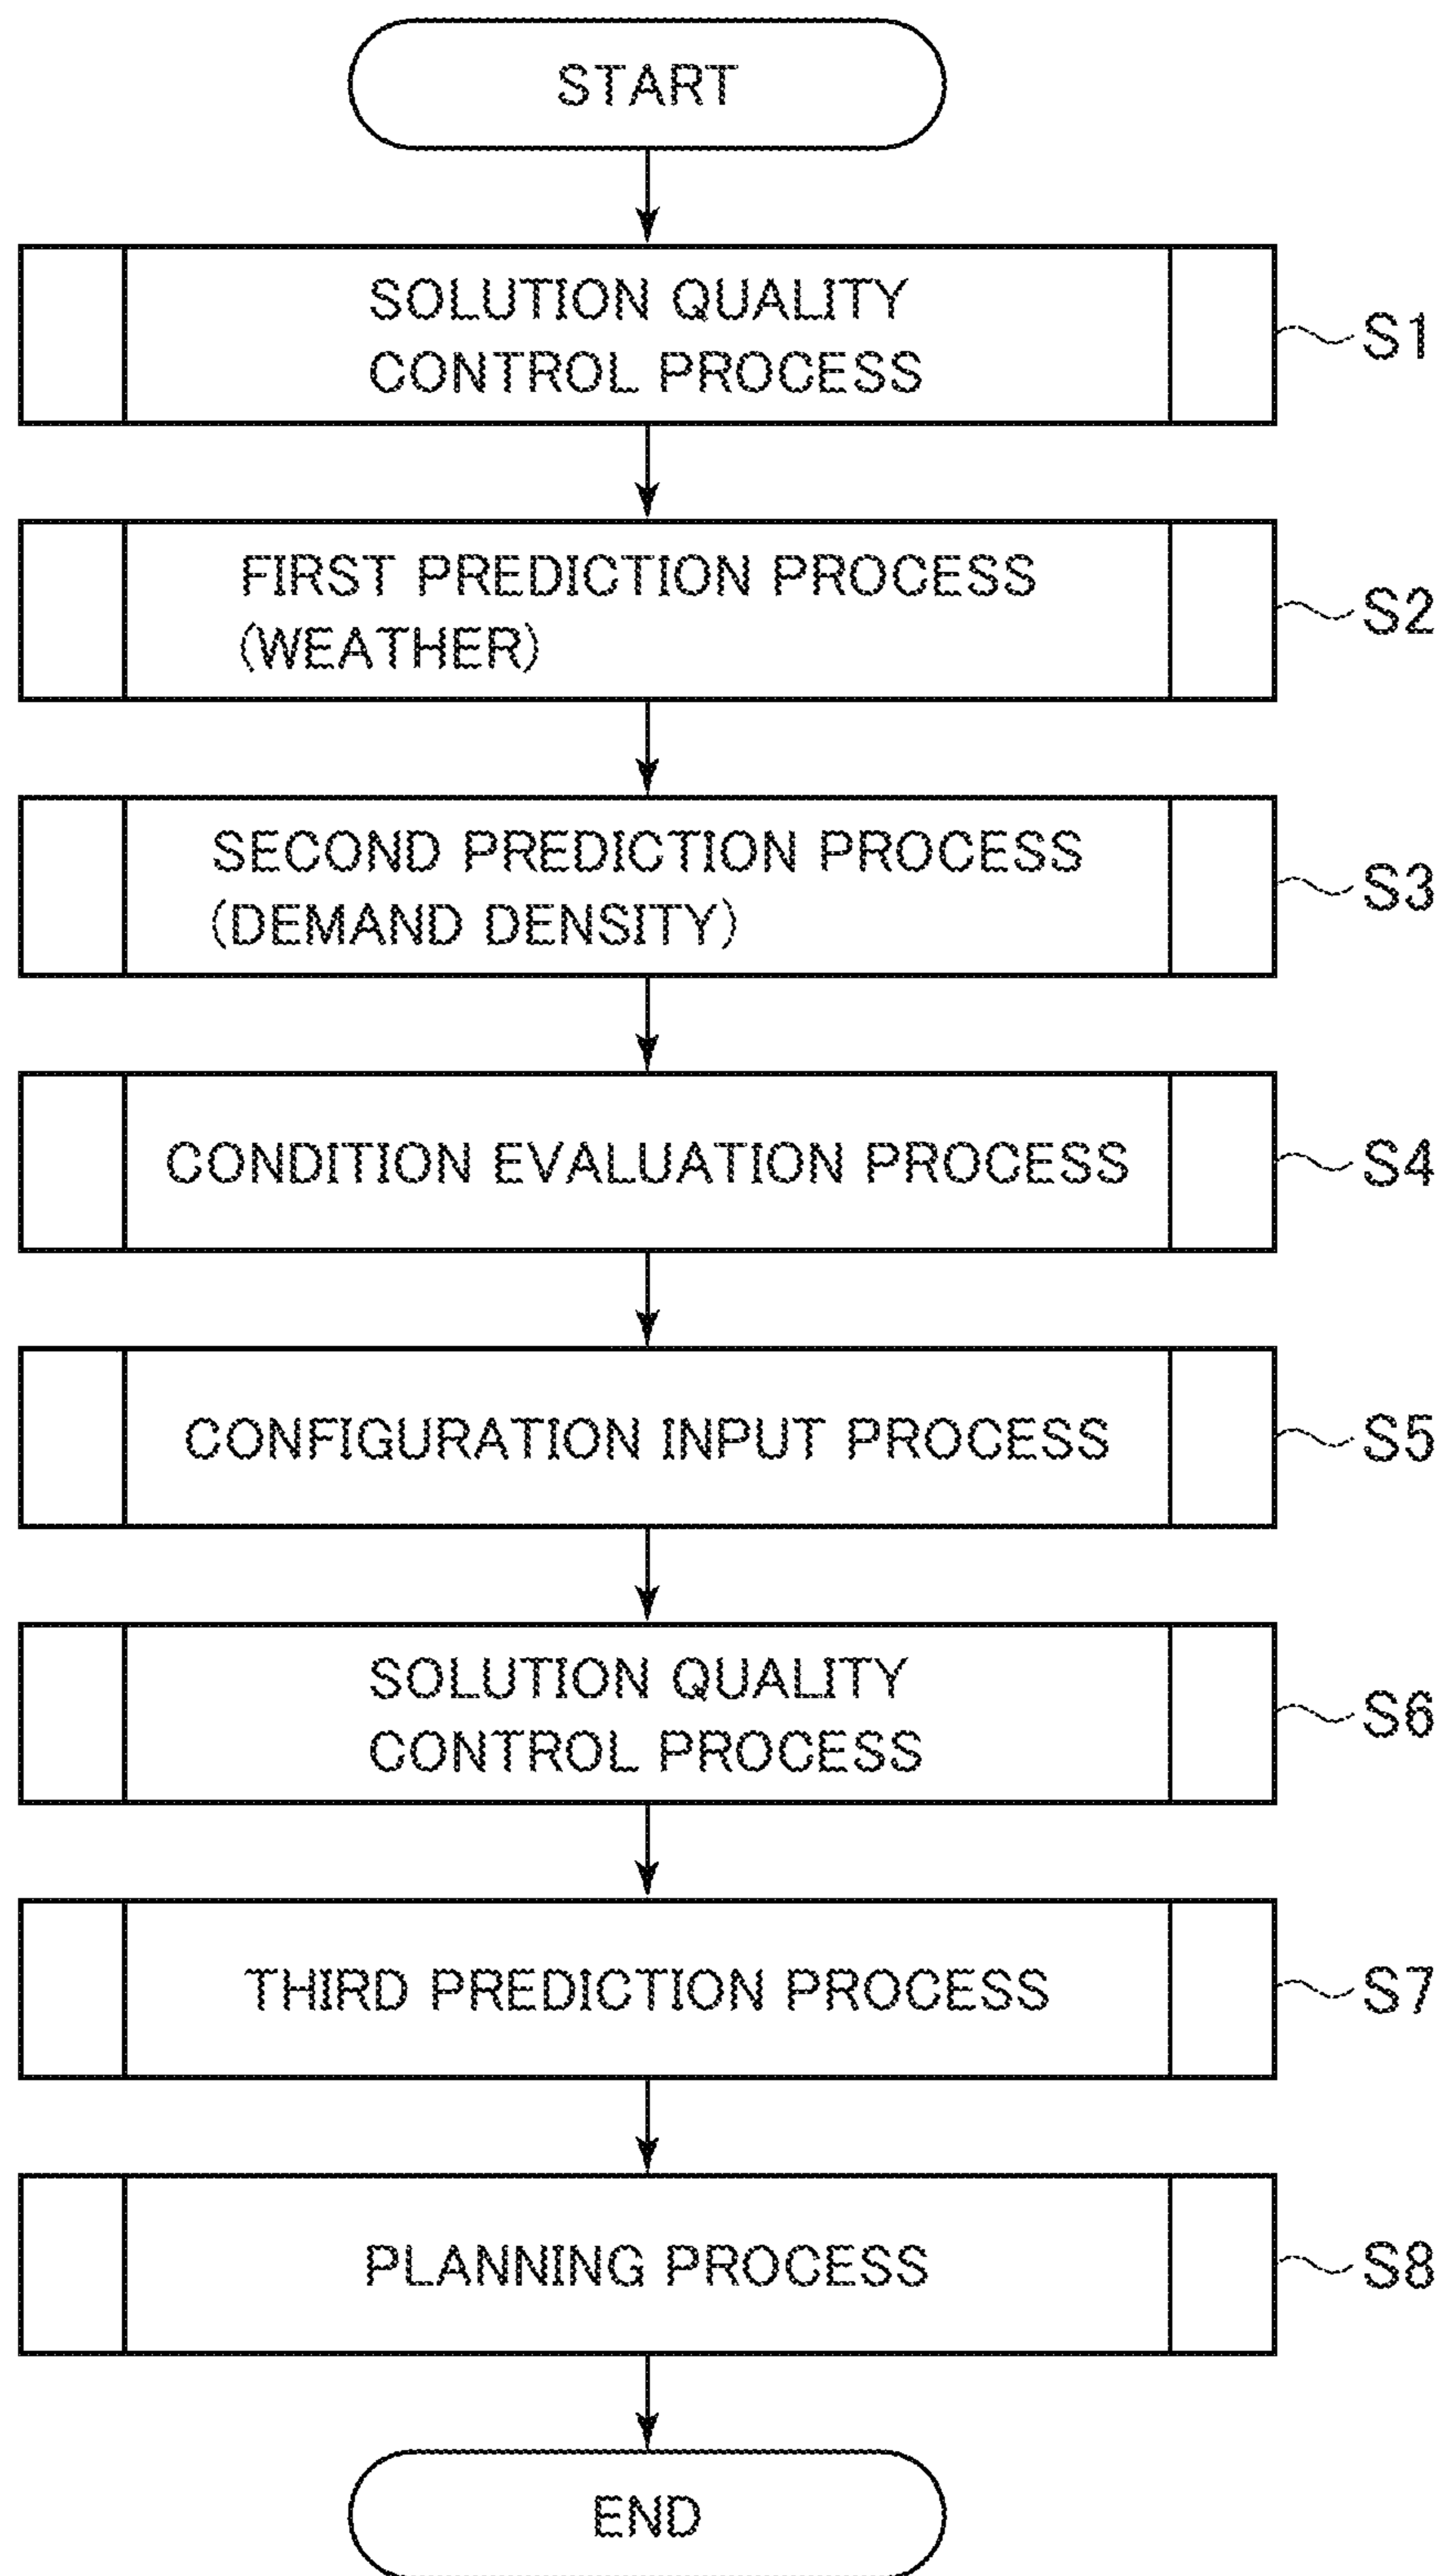 START
SOLUTION QUALITY
CONTROL PROCESS
S1
FIRST PREDICTION PROCESS
(WEATHER)
S2
SECOND PREDICTION PROCESS
(DEMAND DENSITY)
S3
CONDITION EVALUATION PROCESS
S4
CONFIGURATION INPUT PROCESS
S5
SOLUTION QUALITY
CONTROL PROCESS
S6
THIRD PREDICTION PROCESS
S7
PLANNING PROCESS
S8
END